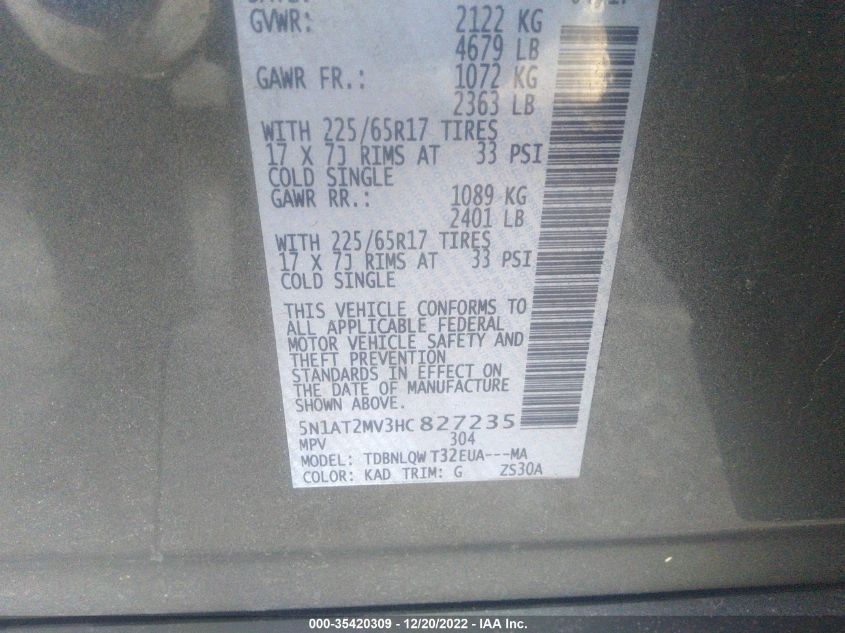 GVWR: 2122 KG
4679 LB
GAWR FR.: 1072 KG
2363 LB
WITH 225/65R17 TIRES
17 X 7J RIMS AT 33 PSI
COLD SINGLE
GAWR RR.: 1089 KG
2401 LB
WITH 225/65R17 TIRES
17 X 7J RIMS AT 33 PSI
COLD SINGLE
THIS VEHICLE CONFORMS TO
ALL APPLICABLE FEDERAL
MOTOR VEHICLE SAFETY AND
THEFT PREVENTION
STANDARDS IN EFFECT ON
THE DATE OF MANUFACTURE
SHOWN ABOVE.
5N1AT2MV3HC827235
MPV 304
MODEL: TDBNLQW T32EUA---MA
COLOR: KAD TRIM: G ZS30A
000-35420309 - 12/20/2022 - IAA Inc.